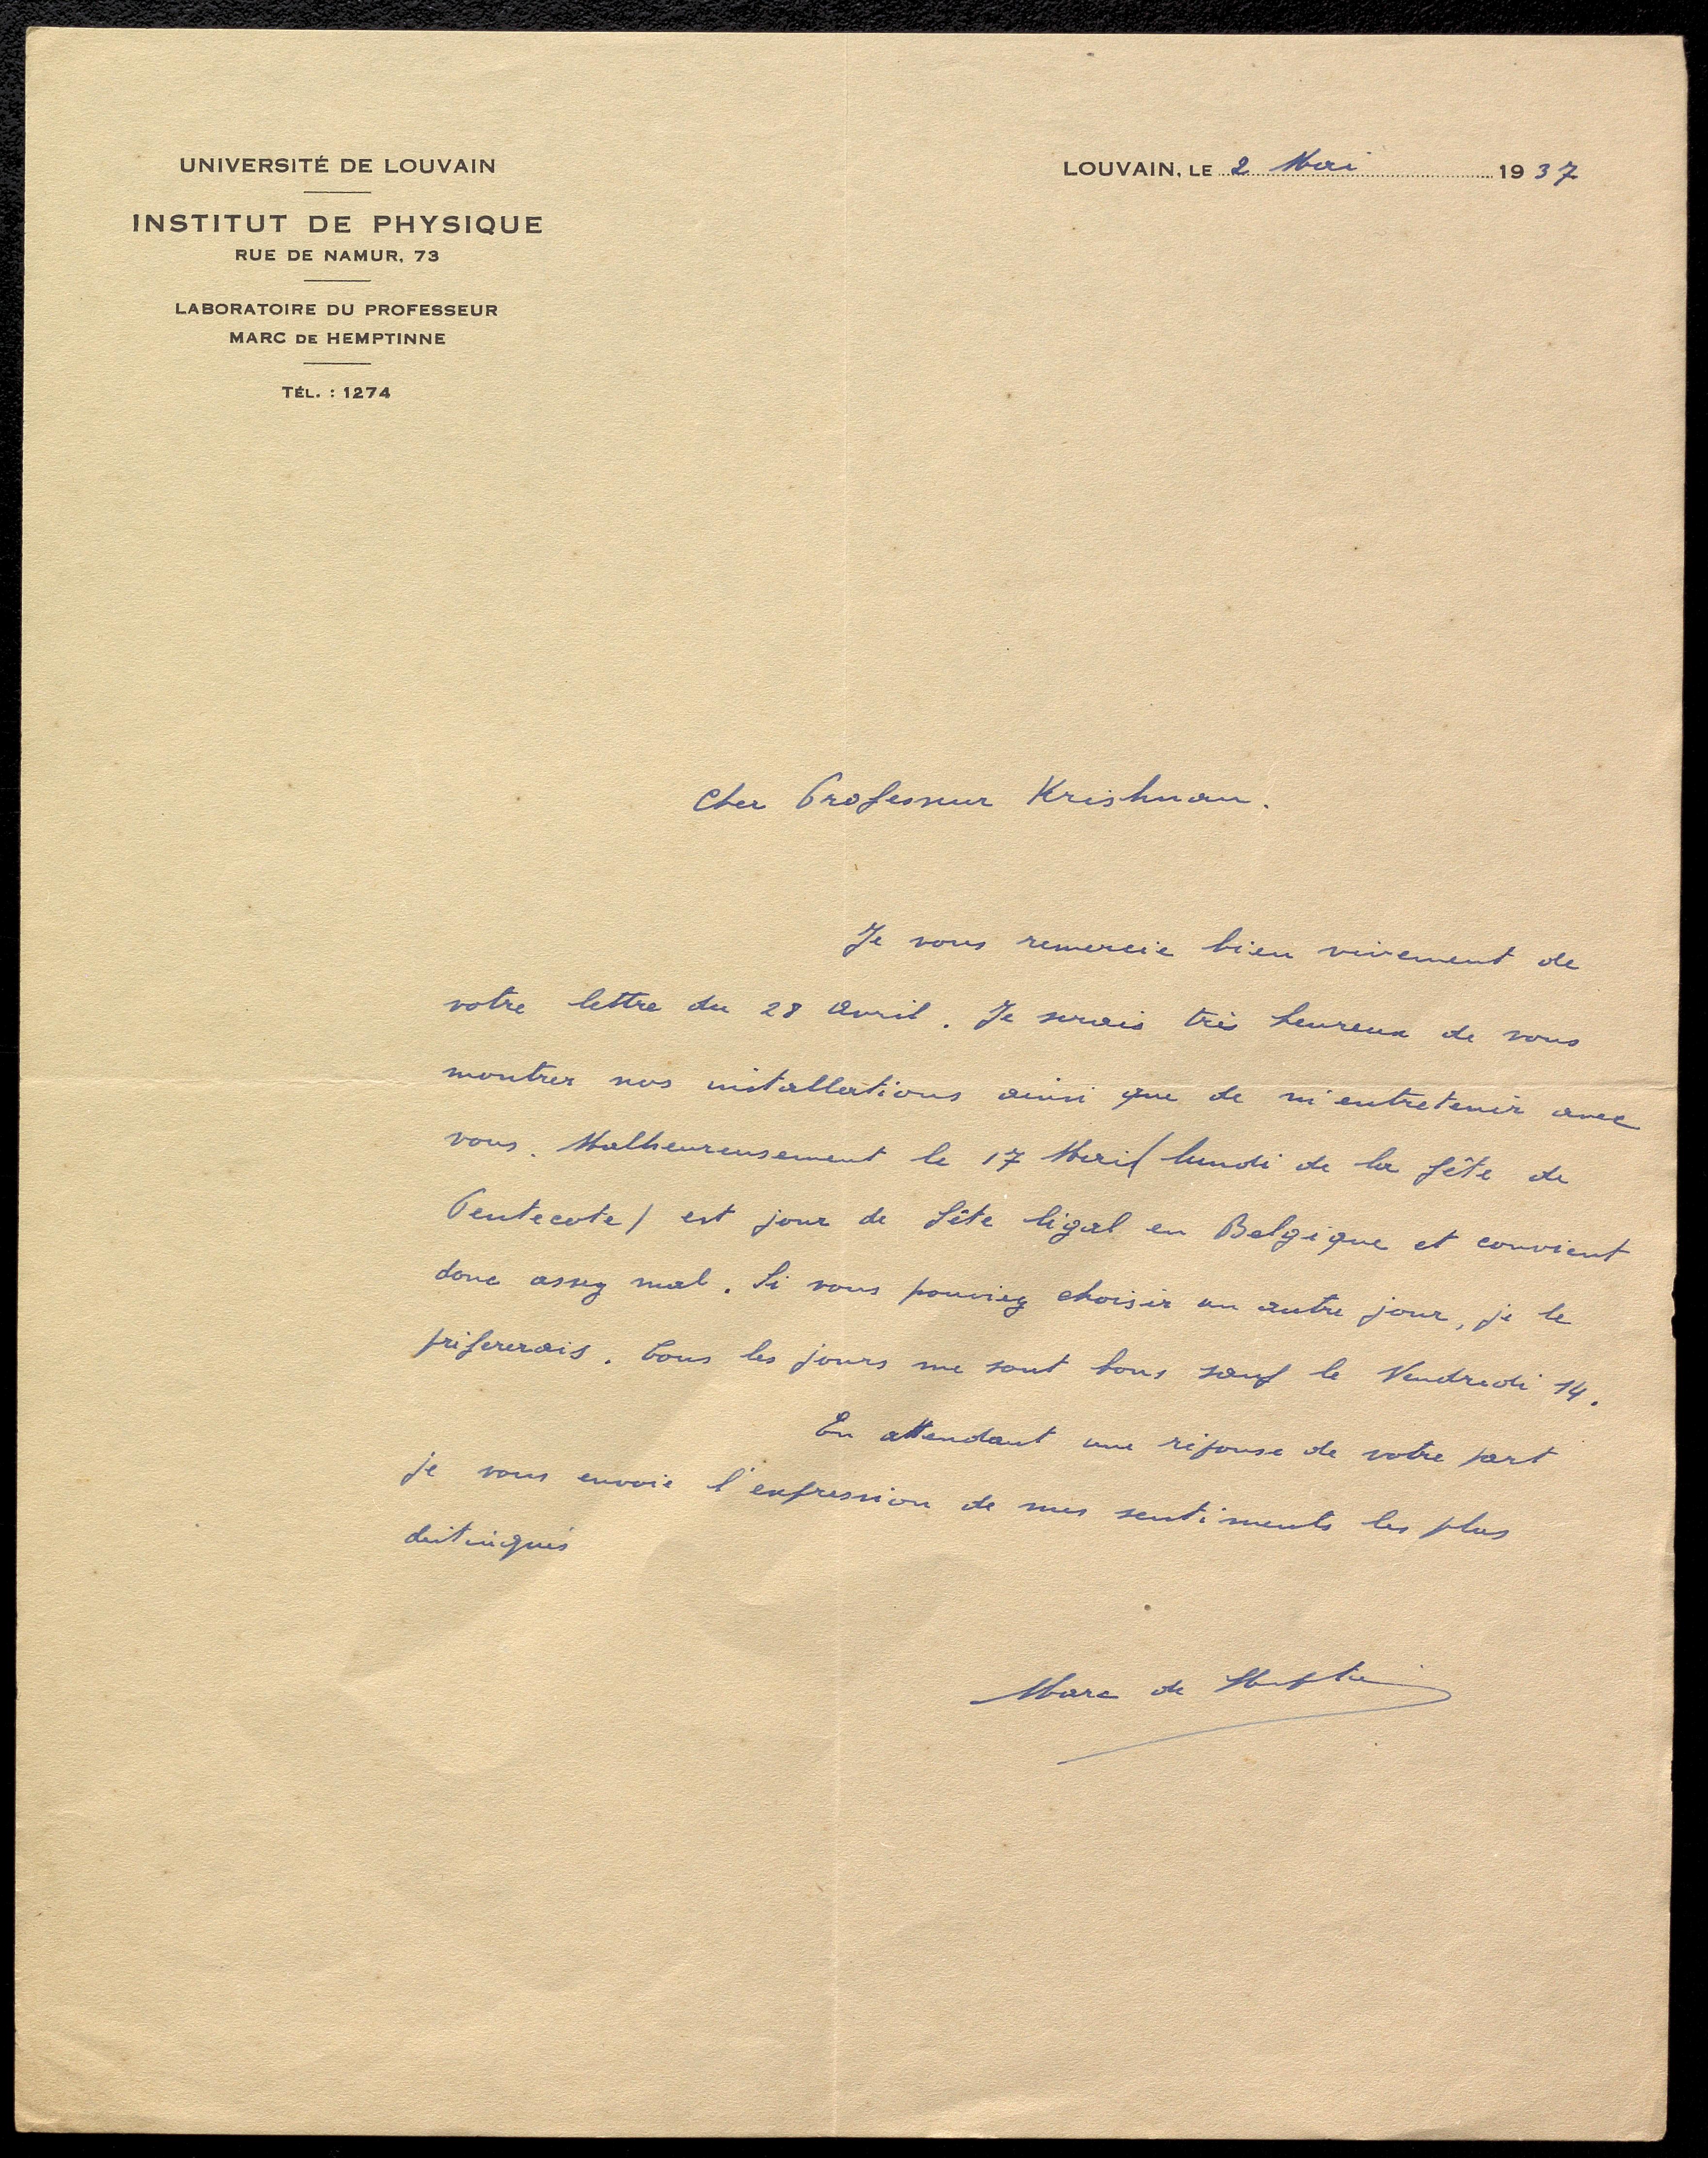 UNIVERSITÉ DE LOUVAIN
INSTITUT DE PHYSIQUE
RUE DE NAMUR, 73
LABORATOIRE DU PROFESSEUR
MARC DE HEMPTINNE
TÉL. : 1274
LOUVAIN, LE 2 Mai 1937
Cher Professeur Krishnan.
Je vous remercie bien vivement de
votre lettre du 28 Avril. Je serais très heureux de vous
montrer nos installations ainsi que de m'entretenir avec
vous. Malheureusement le 17 Mai (lundi de la fête de
Pentecote) est jour de fête légal en Belgique et convient
donc assez mal. Si vous pouviez choisir un autre jour, je le
préfererais. Tous les jours me sont bons sauf le Vendredi 14.
En attendant une réponse de votre part
je vous envoie l'expression de mes sentiments les plus
distingués
Marc de Hemptinne